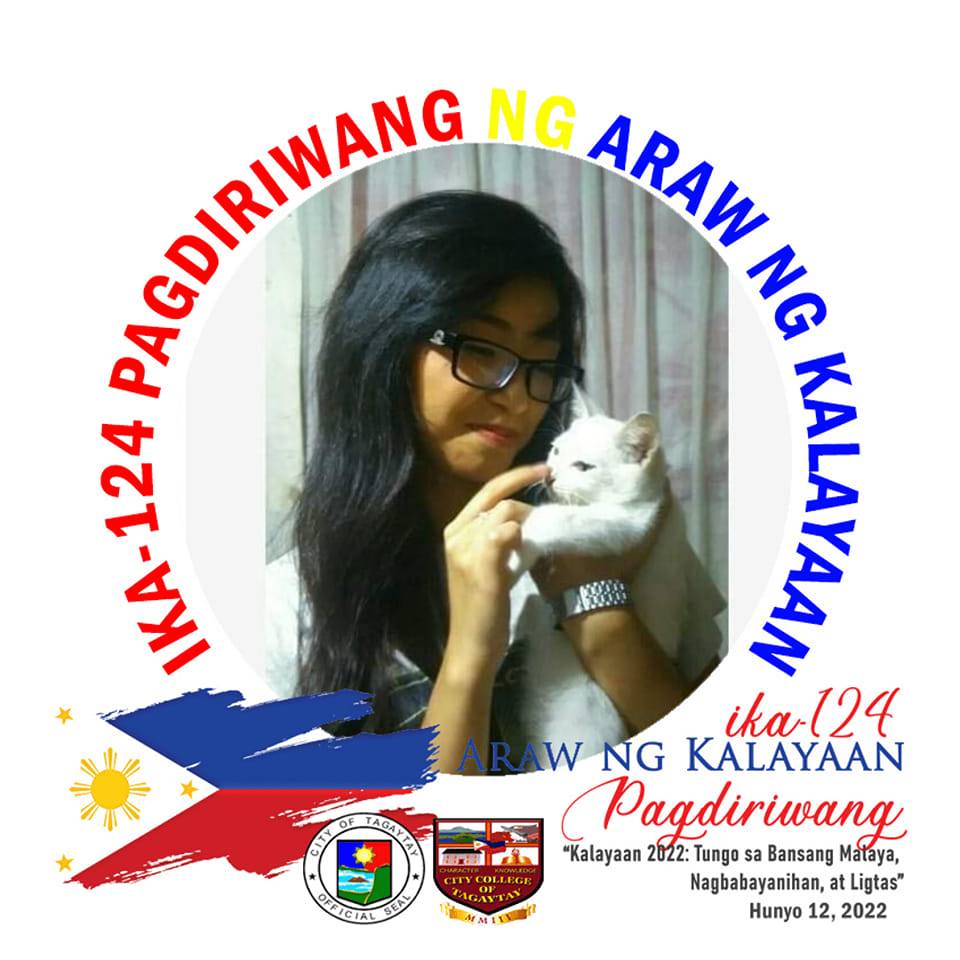 IKA-124 PAGDIRIWANG NG ARAW NG KALAYAAN
ika-124
ARAW NG KALAYAAN
Pagdiriwang
"Kalayaan 2022: Tungo sa Bansang Malaya,
Nagbabayanihan, at Ligtas"
Hunyo 12, 2022
CITY OF TAGAYTAY
OFFICIAL SEAL
CHARACTER KNOWLEDGE
CITY COLLEGE
OF
TAGAYTAY
MMIII